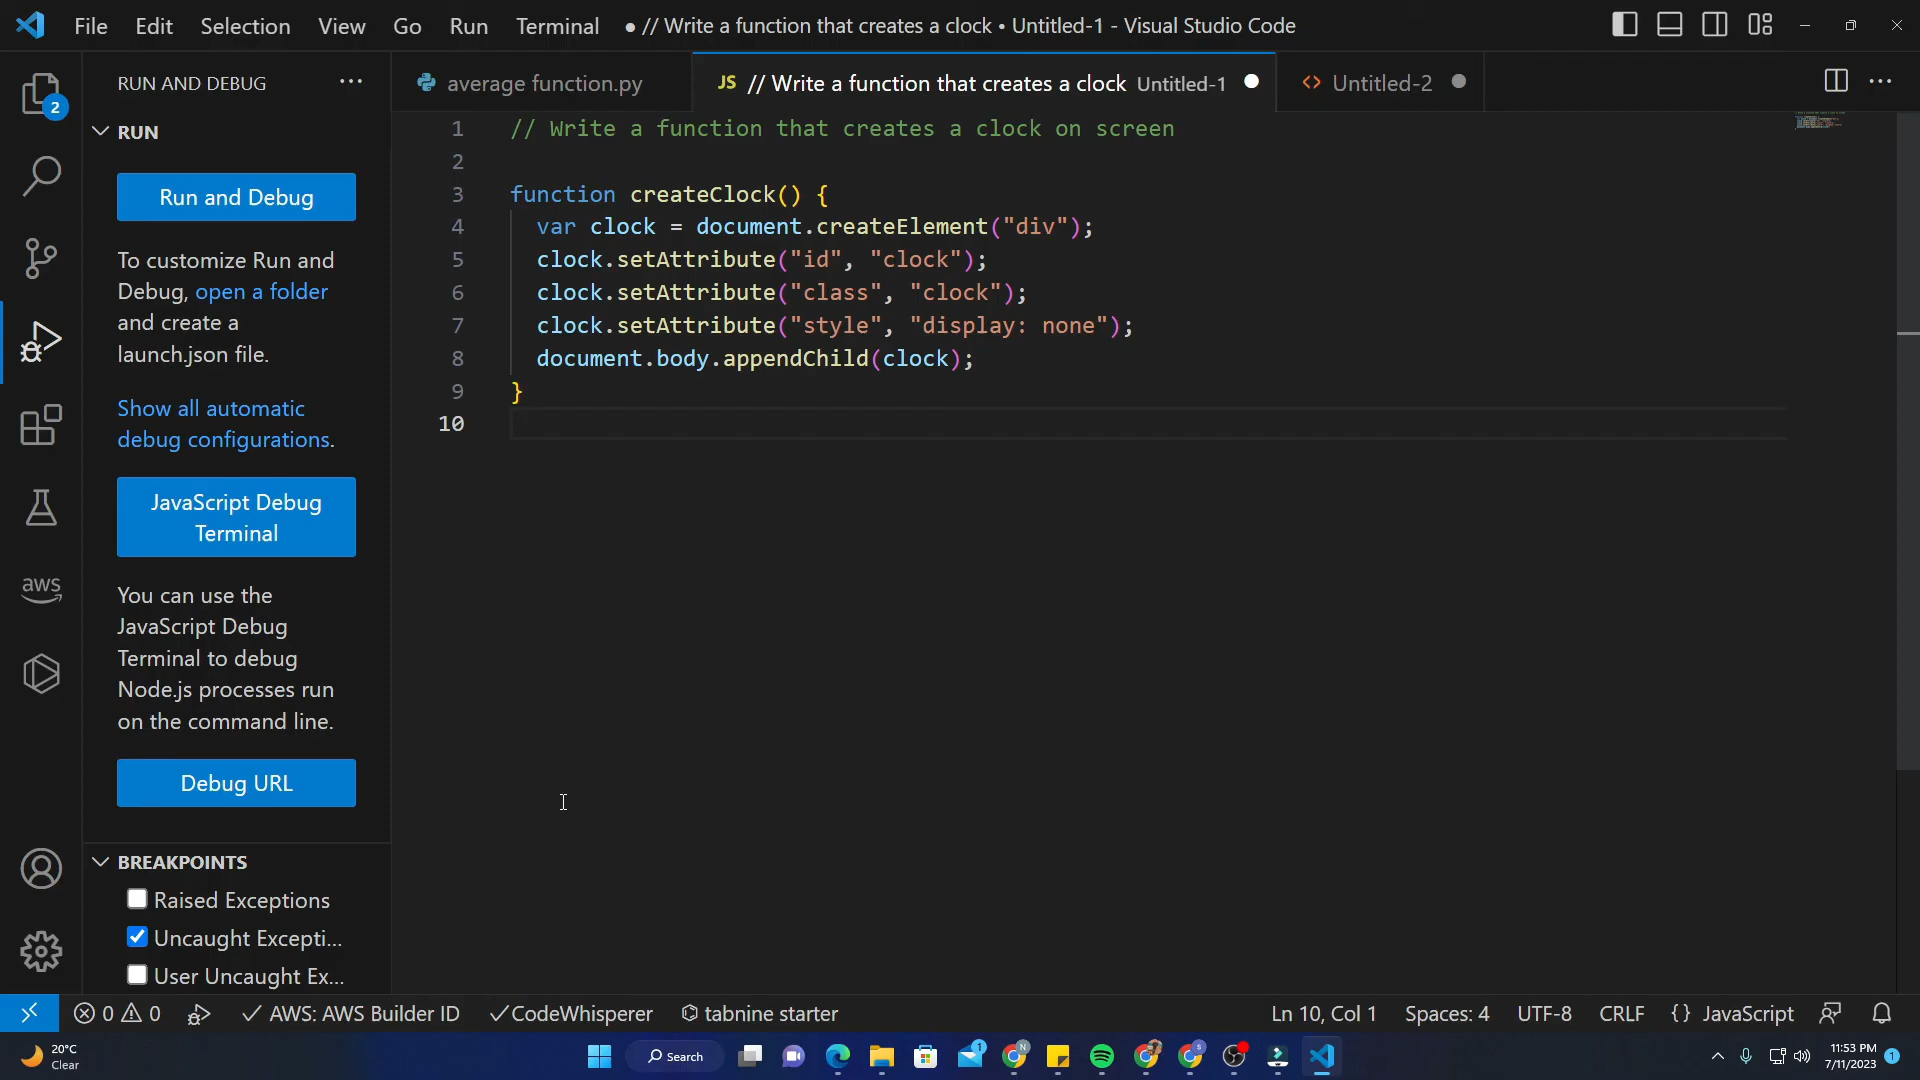 File Edit Selection View Go Run Terminal ● // Write a function that creates a clock • Untitled-1 - Visual Studio Code
RUN AND DEBUG ···
average function.py
JS // Write a function that creates a clock Untitled-1
<> Untitled-2
2
RUN
Run and Debug
To customize Run and
Debug, open a folder
and create a
launch.json file.
Show all automatic
debug configurations.
JavaScript Debug
Terminal
You can use the
JavaScript Debug
Terminal to debug
Node.js processes run
on the command line.
Debug URL
BREAKPOINTS
Raised Exceptions
Uncaught Excepti...
User Uncaught Ex...
aws
1 // Write a function that creates a clock on screen
2
3 function createClock() {
4 var clock = document.createElement("div");
5 clock.setAttribute("id", "clock");
6 clock.setAttribute("class", "clock");
7 clock.setAttribute("style", "display: none");
8 document.body.appendChild(clock);
9 }
10
0 0 AWS: AWS Builder ID CodeWhisperer tabnine starter Ln 10, Col 1 Spaces: 4 UTF-8 CRLF {} JavaScript
20°C
Clear
Search
1
N
S
11:53 PM
7/11/2023
1